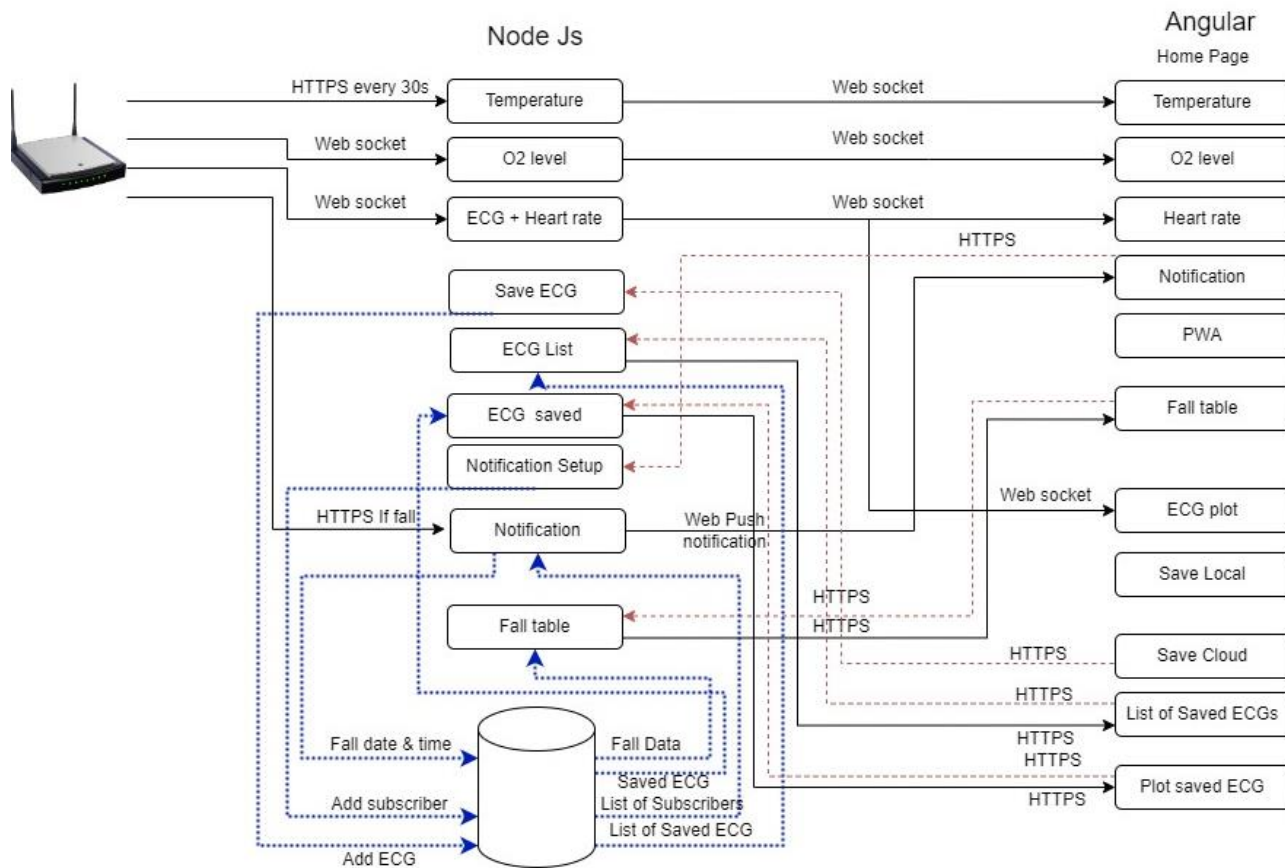 Node Js
Angular
Home Page
HTTPS every 30s
Temperature
Web socket
Temperature
Web socket
O2 level
Web socket
O2 level
Web socket
ECG + Heart rate
Web socket
Heart rate
HTTPS
Notification
Save ECG
PWA
ECG List
ECG saved
Fall table
Notification Setup
Web socket
ECG plot
HTTPS If fall
Notification
Web Push
notification
Save Local
HTTPS
Fall table
HTTPS
HTTPS
Save Cloud
HTTPS
List of Saved ECGs
HTTPS
Fall date & time
Fall Data
HTTPS
Saved ECG
Plot saved ECG
HTTPS
Add subscriber
List of Subscribers
List of Saved ECG
Add ECG